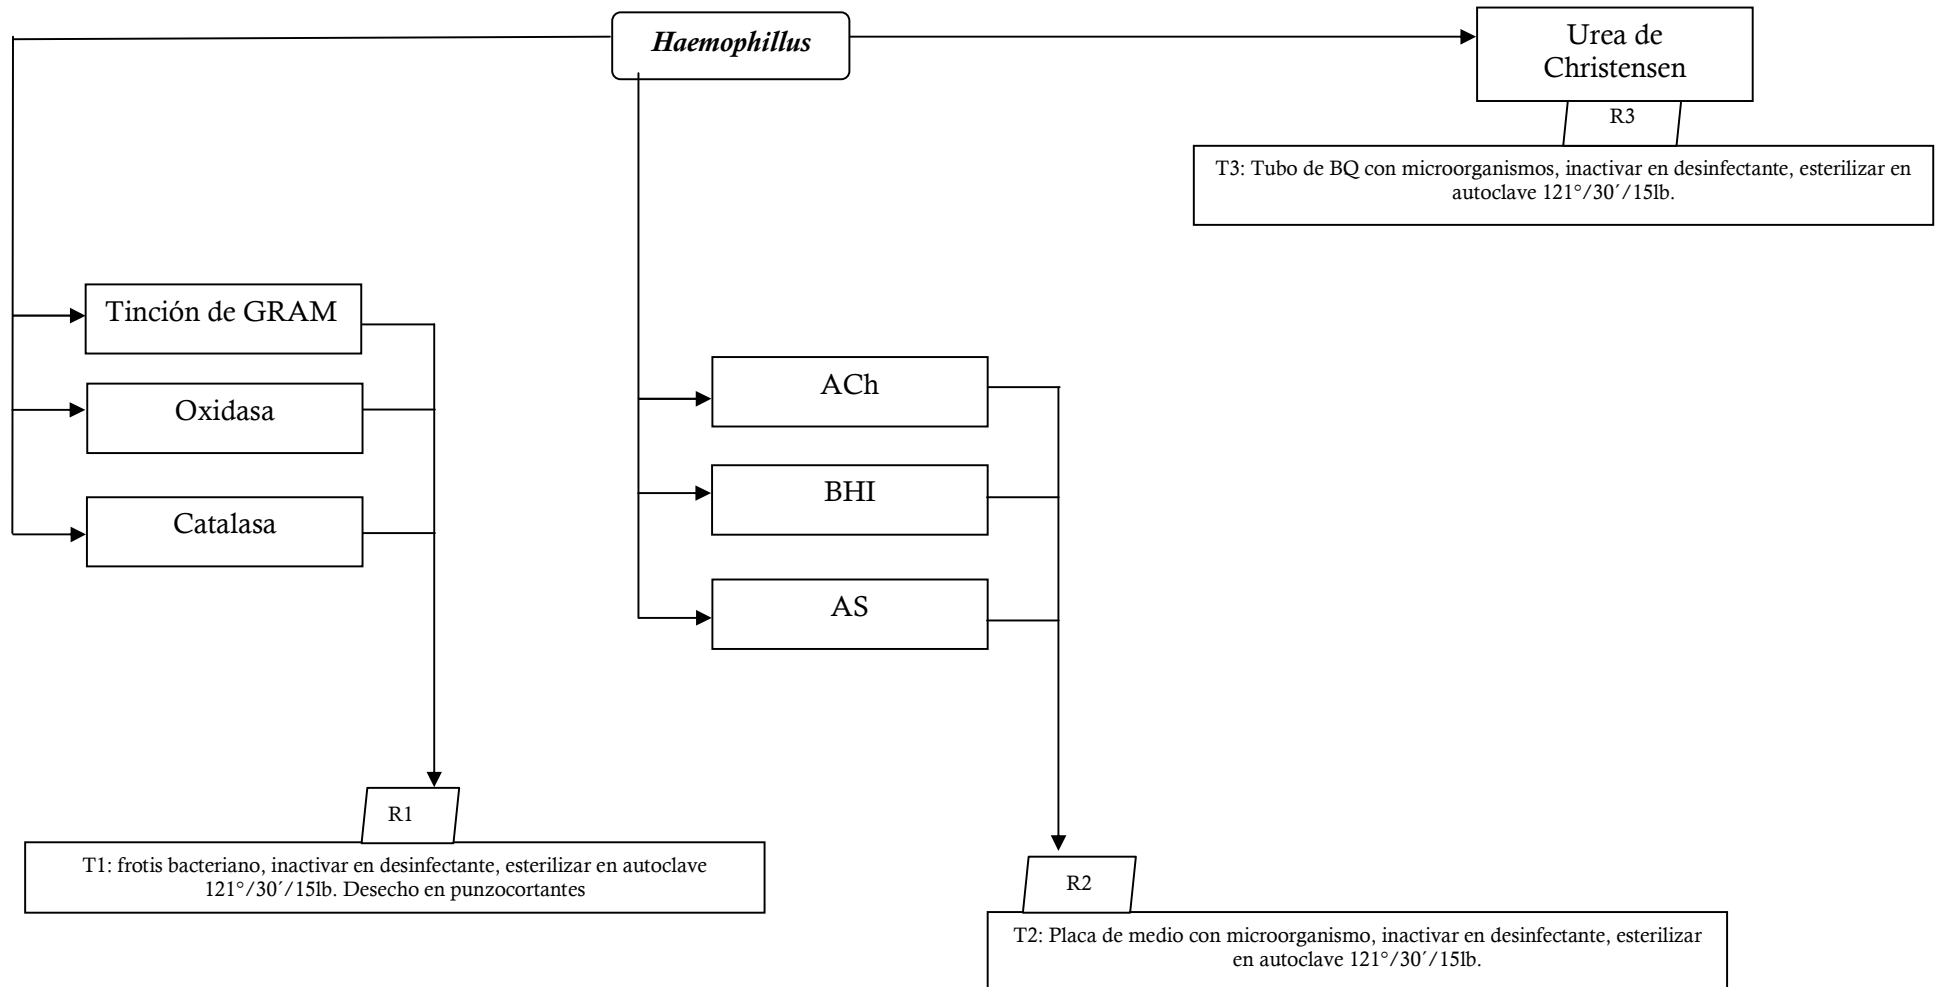 Haemophillus
Urea de
Christensen
R3
T3: Tubo de BQ con microorganismos, inactivar en desinfectante, esterilizar en
autoclave 121°/30´/15lb.
Tinción de GRAM
Oxidasa
Catalasa
ACh
BHI
AS
R1
T1: frotis bacteriano, inactivar en desinfectante, esterilizar en autoclave
121°/30´/15lb. Desecho en punzocortantes
R2
T2: Placa de medio con microorganismo, inactivar en desinfectante, esterilizar
en autoclave 121°/30´/15lb.